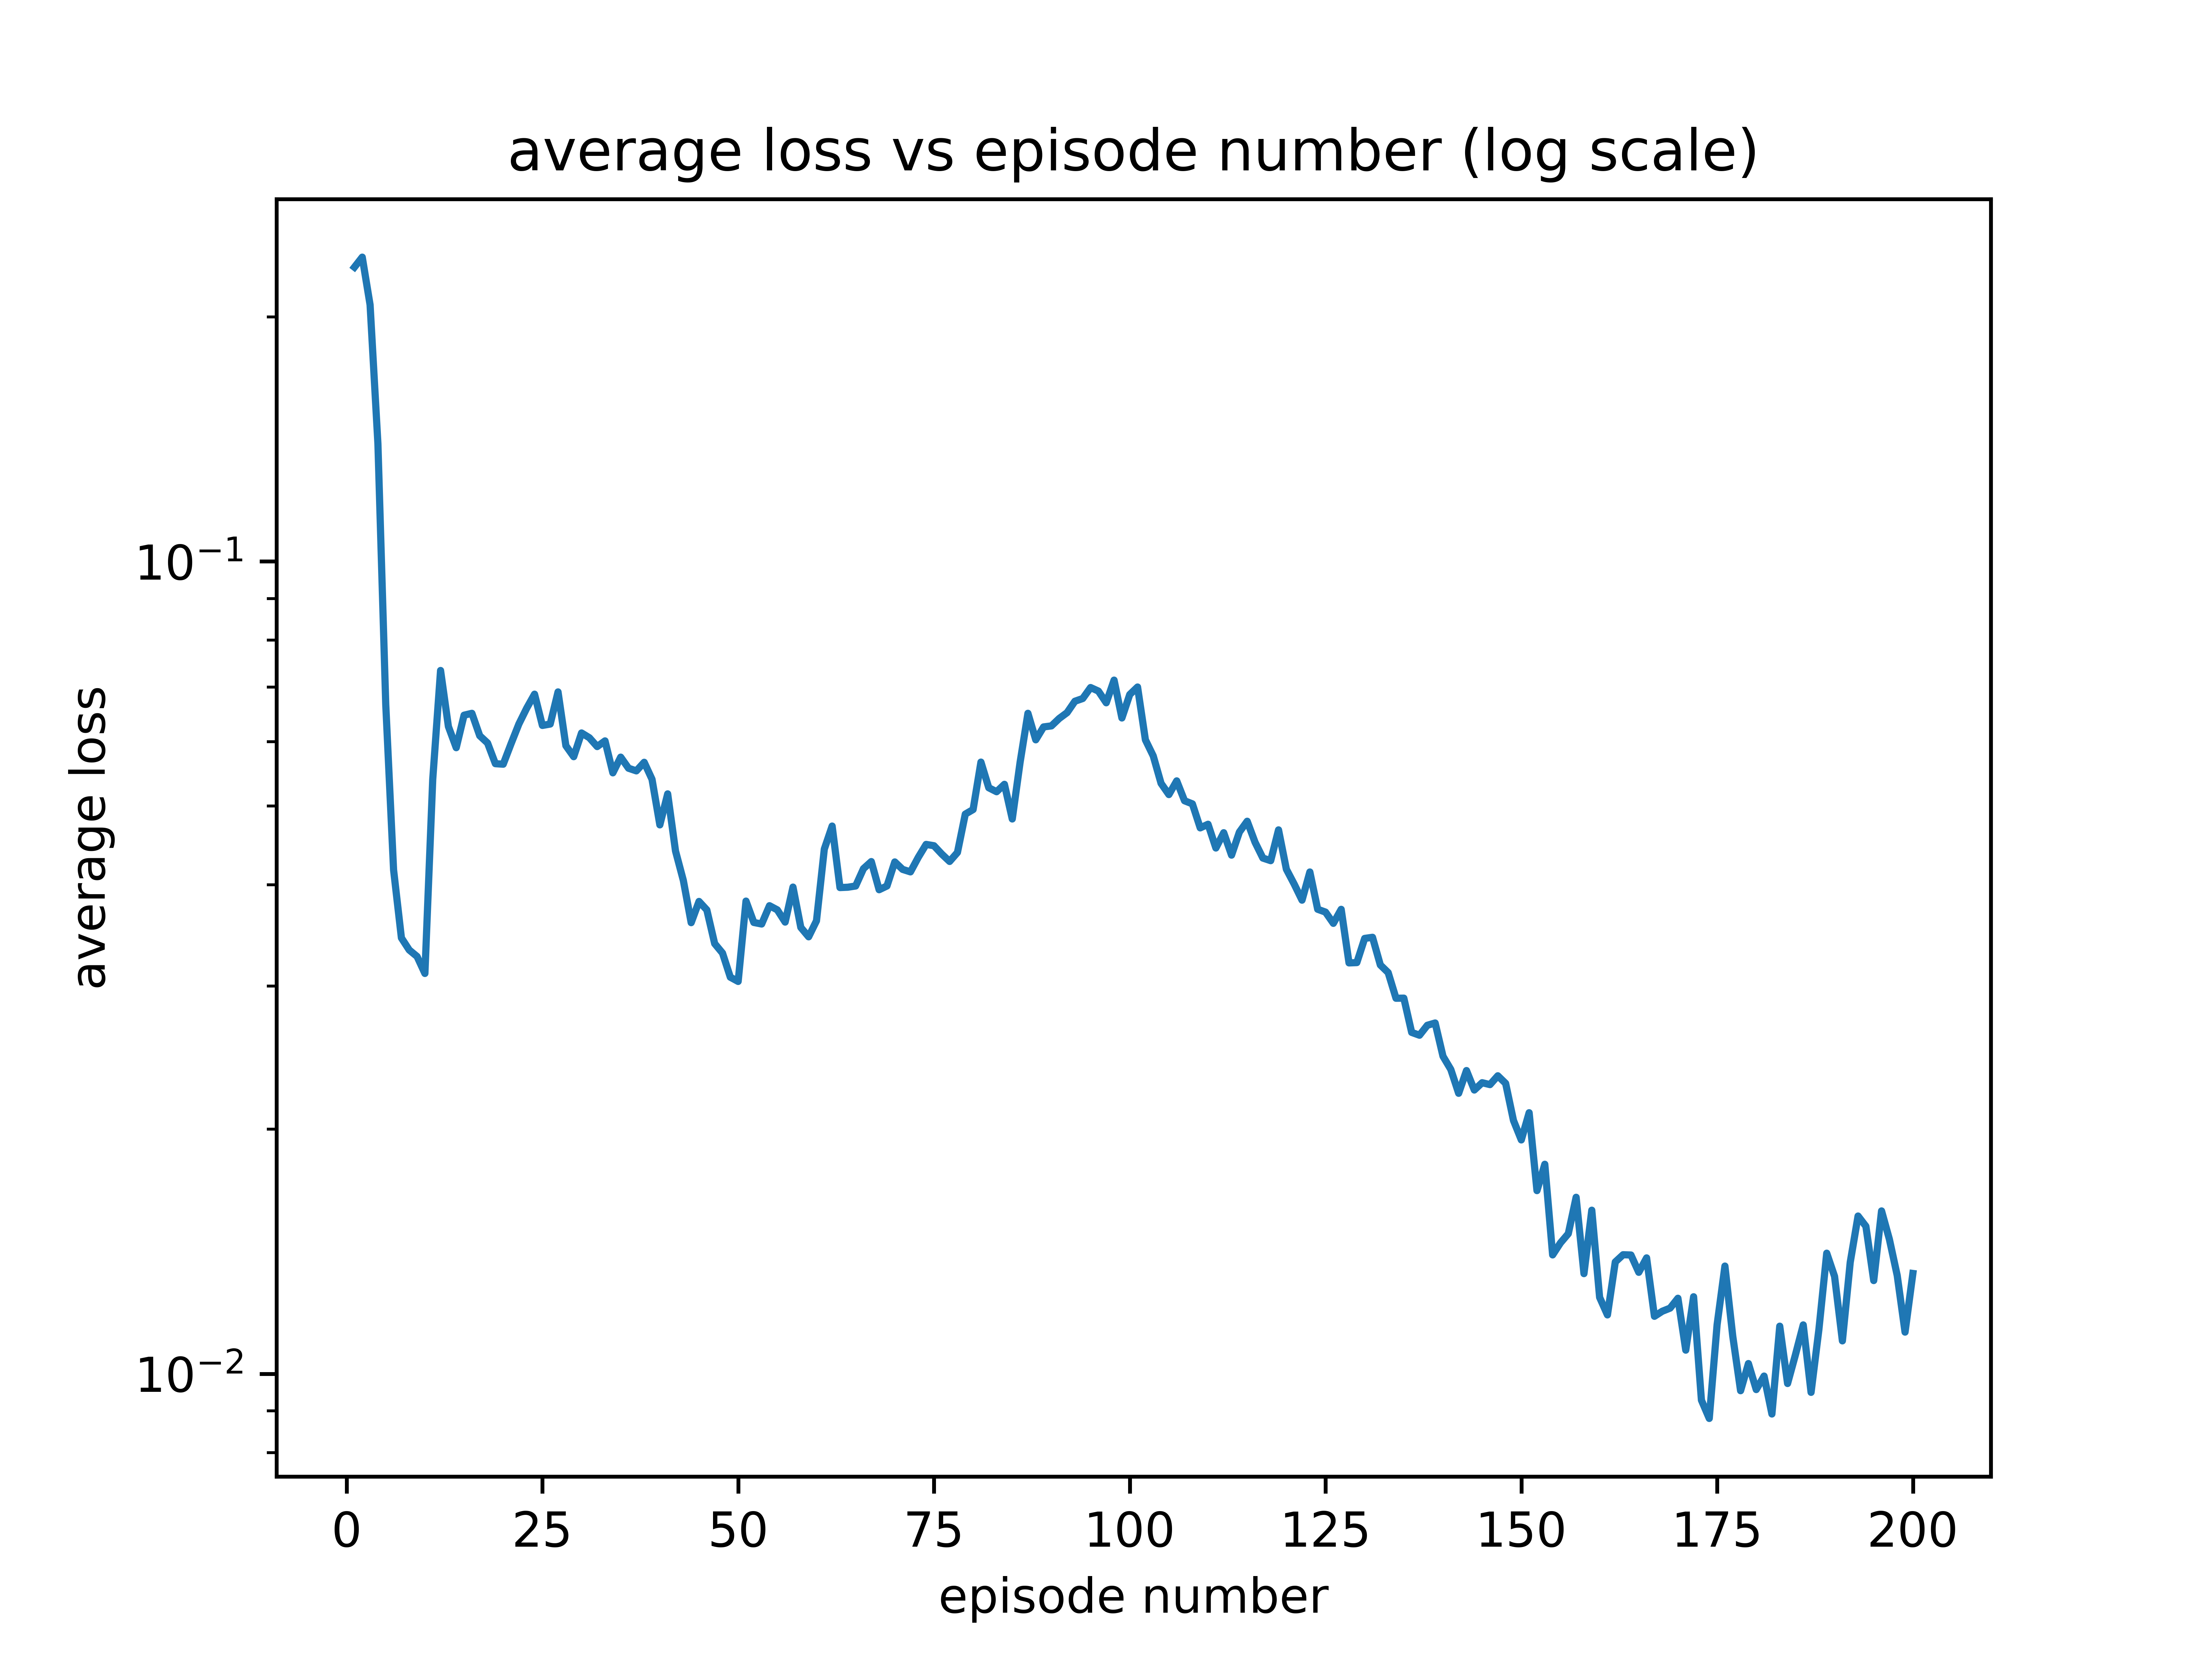 average loss vs episode number (log scale)
average loss
10⁻¹
10⁻²
0 25 50 75 100 125 150 175 200
episode number